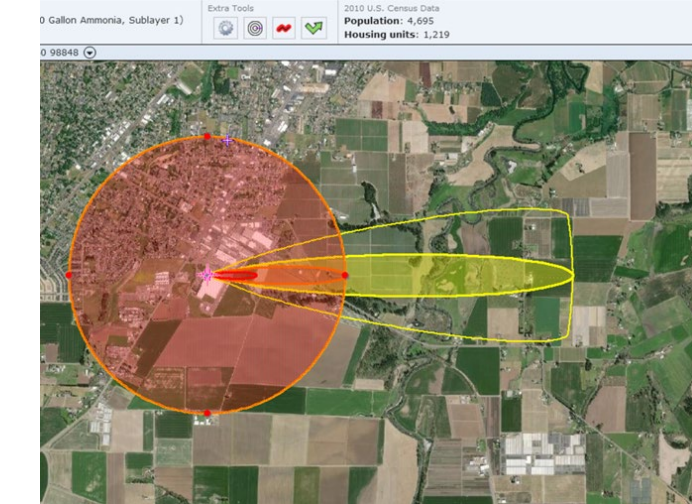 0 Gallon Ammonia, Sublayer 1)
Extra Tools
2010 U.S. Census Data
Population: 4,695
Housing units: 1,219
0 98848